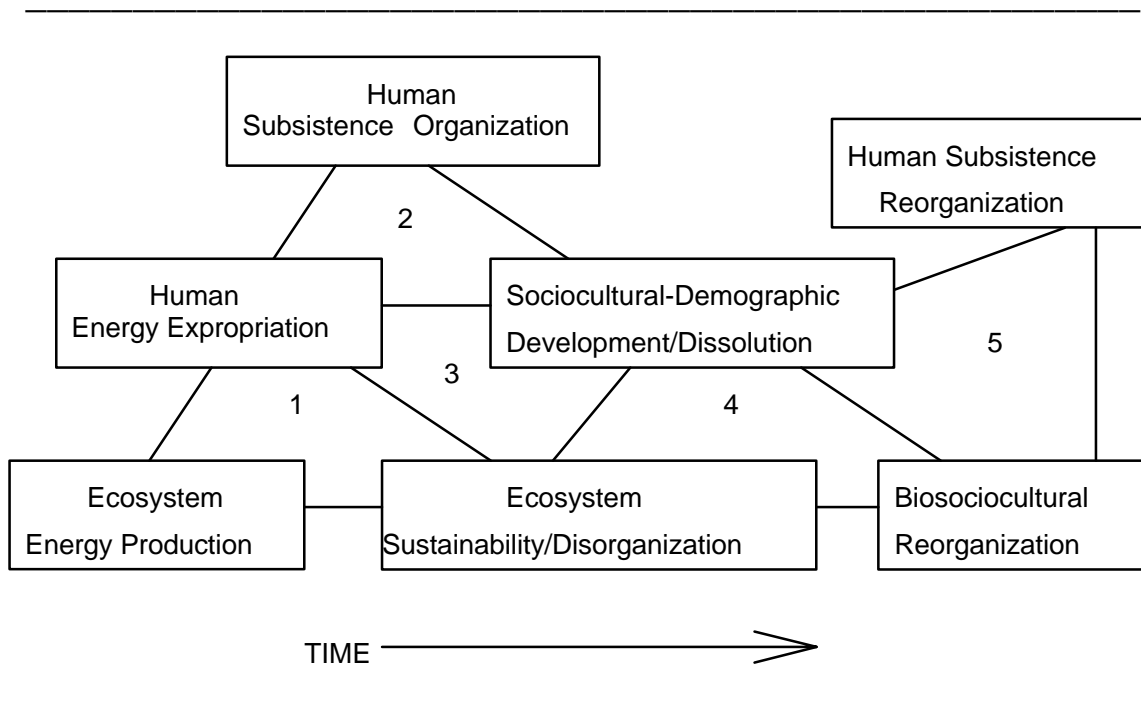 Human
Subsistence Organization
Human Subsistence
Reorganization
2
Human
Energy Expropriation
Sociocultural-Demographic
Development/Dissolution
5
3
1
4
Ecosystem
Energy Production
Ecosystem
Sustainability/Disorganization
Biosociocultural
Reorganization
TIME